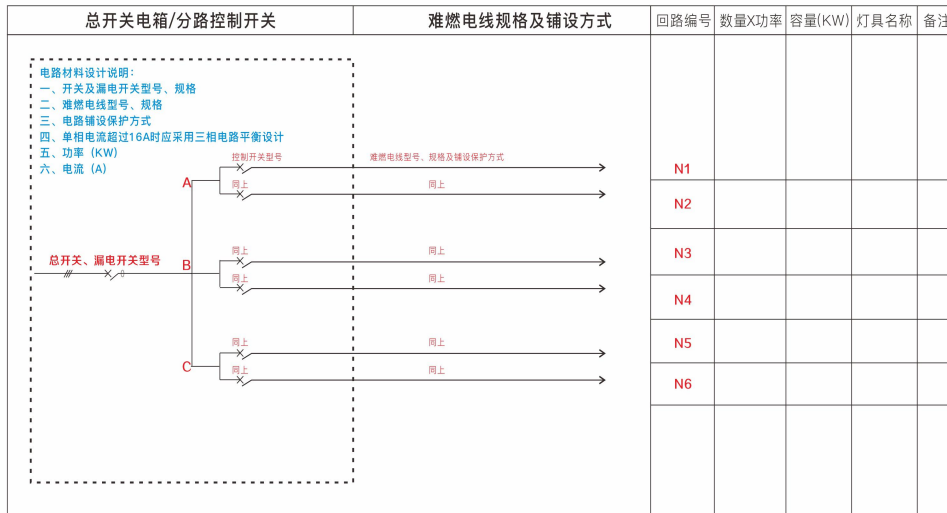 总开关电箱/分路控制开关 难燃电线规格及铺设方式 回路编号 数量X功率 容量(KW) 灯具名称 备注
电路材料设计说明:
一、开关及漏电开关型号、规格
二、难燃电线型号、规格
三、电路铺设保护方式
四、单相电流超过16A时应采用三相电路平衡设计
五、功率（KW）
六、电流（A）
控制开关型号 难燃电线型号、规格及铺设保护方式 N1
A 同上 同上 N2
同上 同上 N3
总开关、漏电开关型号 B
同上 同上 N4
同上 同上 N5
C 同上 同上 N6